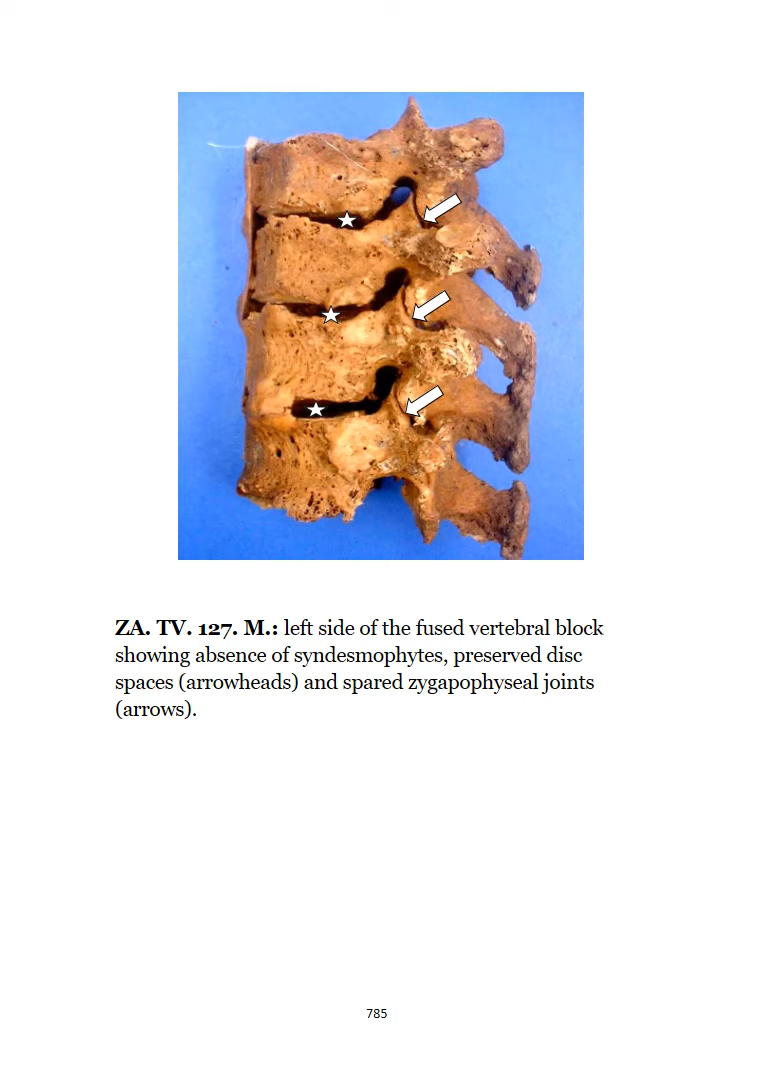 ZA. TV. 127. M.: left side of the fused vertebral block
showing absence of syndesmophytes, preserved disc
spaces (arrowheads) and spared zygapophyseal joints
(arrows).
785